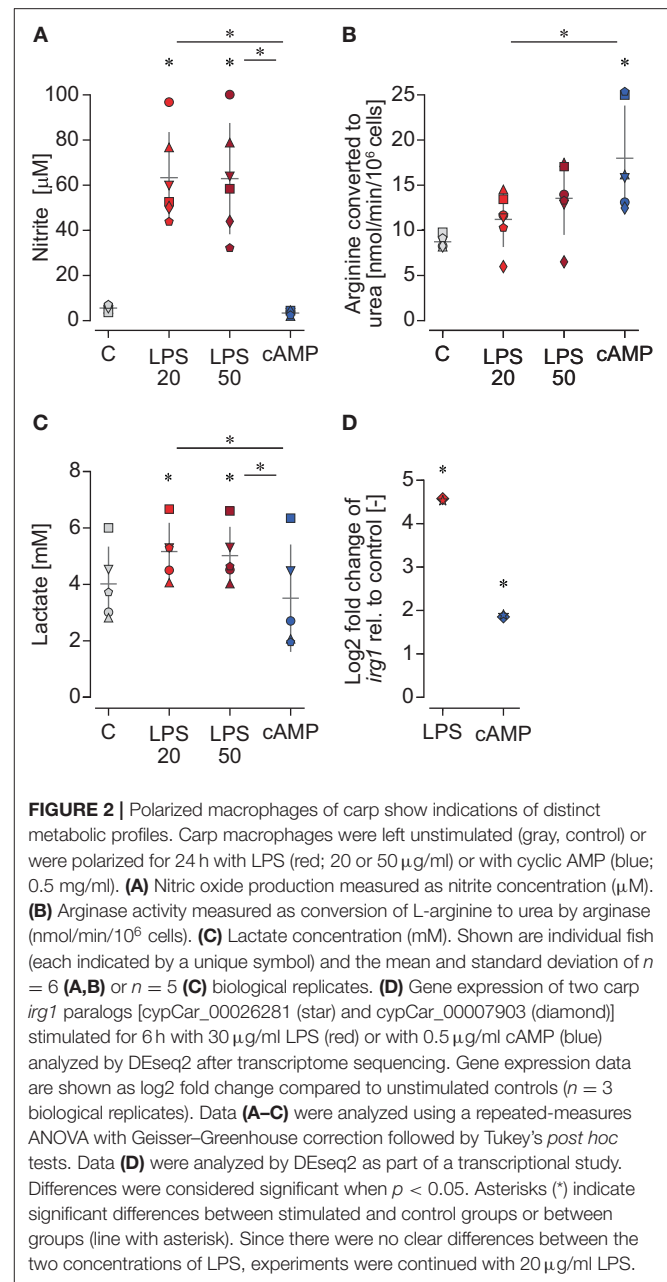 A
*
*
*
*
Nitrite [μM]
100
80
60
40
20
0
C
LPS
20
LPS
50
cAMP
B
*
*
Arginine converted to
urea [nmol/min/10⁶ cells]
25
20
15
10
5
0
C
LPS
20
LPS
50
cAMP
C
*
*
*
*
Lactate [mM]
8
6
4
2
0
C
LPS
20
LPS
50
cAMP
D
*
*
Log2 fold change of
irg1 rel. to control [-]
5
4
3
2
1
0
LPS
cAMP
FIGURE 2 | Polarized macrophages of carp show indications of distinct
metabolic profiles. Carp macrophages were left unstimulated (gray, control) or
were polarized for 24 h with LPS (red; 20 or 50 μg/ml) or with cyclic AMP (blue;
0.5 mg/ml). (A) Nitric oxide production measured as nitrite concentration (μM).
(B) Arginase activity measured as conversion of L-arginine to urea by arginase
(nmol/min/10⁶ cells). (C) Lactate concentration (mM). Shown are individual fish
(each indicated by a unique symbol) and the mean and standard deviation of n
= 6 (A,B) or n = 5 (C) biological replicates. (D) Gene expression of two carp
irg1 paralogs [cypCar_00026281 (star) and cypCar_00007903 (diamond)]
stimulated for 6 h with 30 μg/ml LPS (red) or with 0.5 μg/ml cAMP (blue)
analyzed by DEseq2 after transcriptome sequencing. Gene expression data
are shown as log2 fold change compared to unstimulated controls (n = 3
biological replicates). Data (A–C) were analyzed using a repeated-measures
ANOVA with Geisser–Greenhouse correction followed by Tukey's post hoc
tests. Data (D) were analyzed by DEseq2 as part of a transcriptional study.
Differences were considered significant when p < 0.05. Asterisks (*) indicate
significant differences between stimulated and control groups or between
groups (line with asterisk). Since there were no clear differences between the
two concentrations of LPS, experiments were continued with 20 μg/ml LPS.